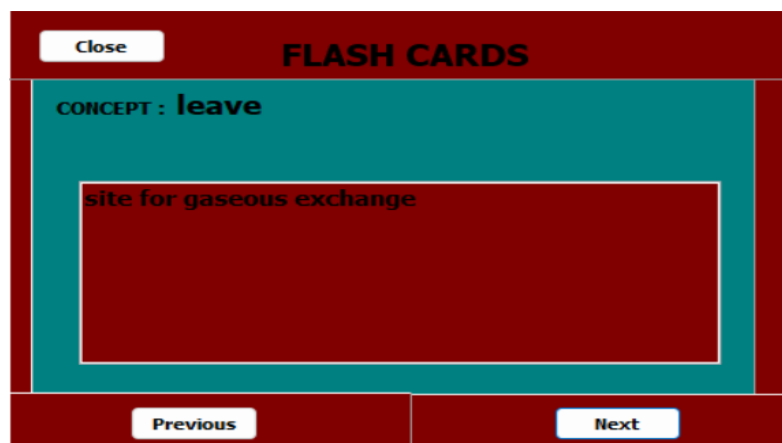 Close
FLASH CARDS
CONCEPT : leave
site for gaseous exchange
Previous
Next